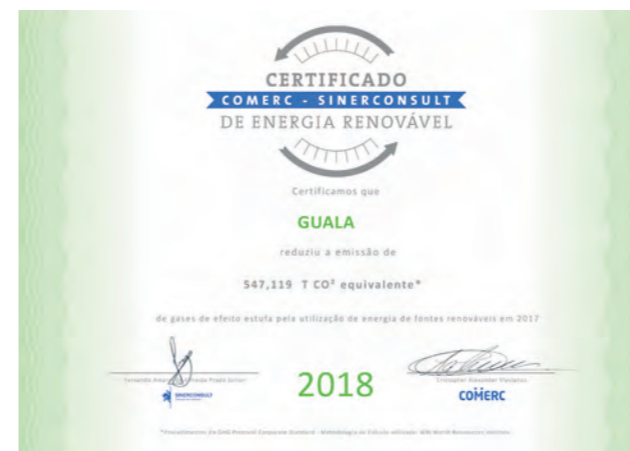 CERTIFICADO
COMERC - SINERCONSULT
DE ENERGIA RENOVÁVEL
Certificamos que
GUALA
reduziu a emissão de
547,119 T CO² equivalente*
de gases de efeito estufa pela utilização de energia de fontes renováveis em 2017
2018
SINERCONSULT
COMERC